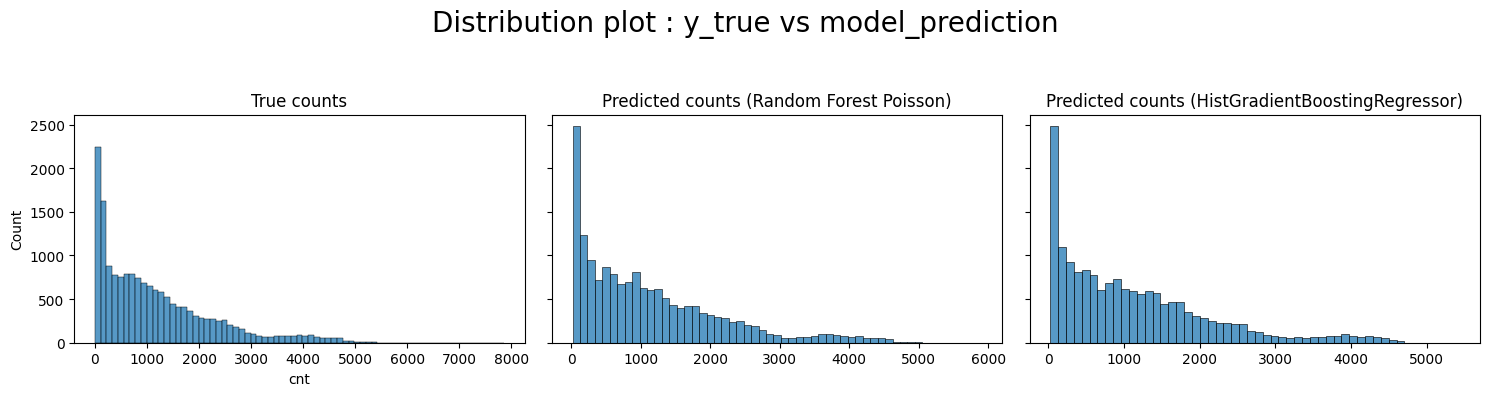 Distribution plot : y_true vs model_prediction
True counts
Predicted counts (Random Forest Poisson)
Predicted counts (HistGradientBoostingRegressor)
2500
2000
1500
1000
500
0
Count
0 1000 2000 3000 4000 5000 6000 7000 8000
cnt
0 1000 2000 3000 4000 5000 6000
0 1000 2000 3000 4000 5000